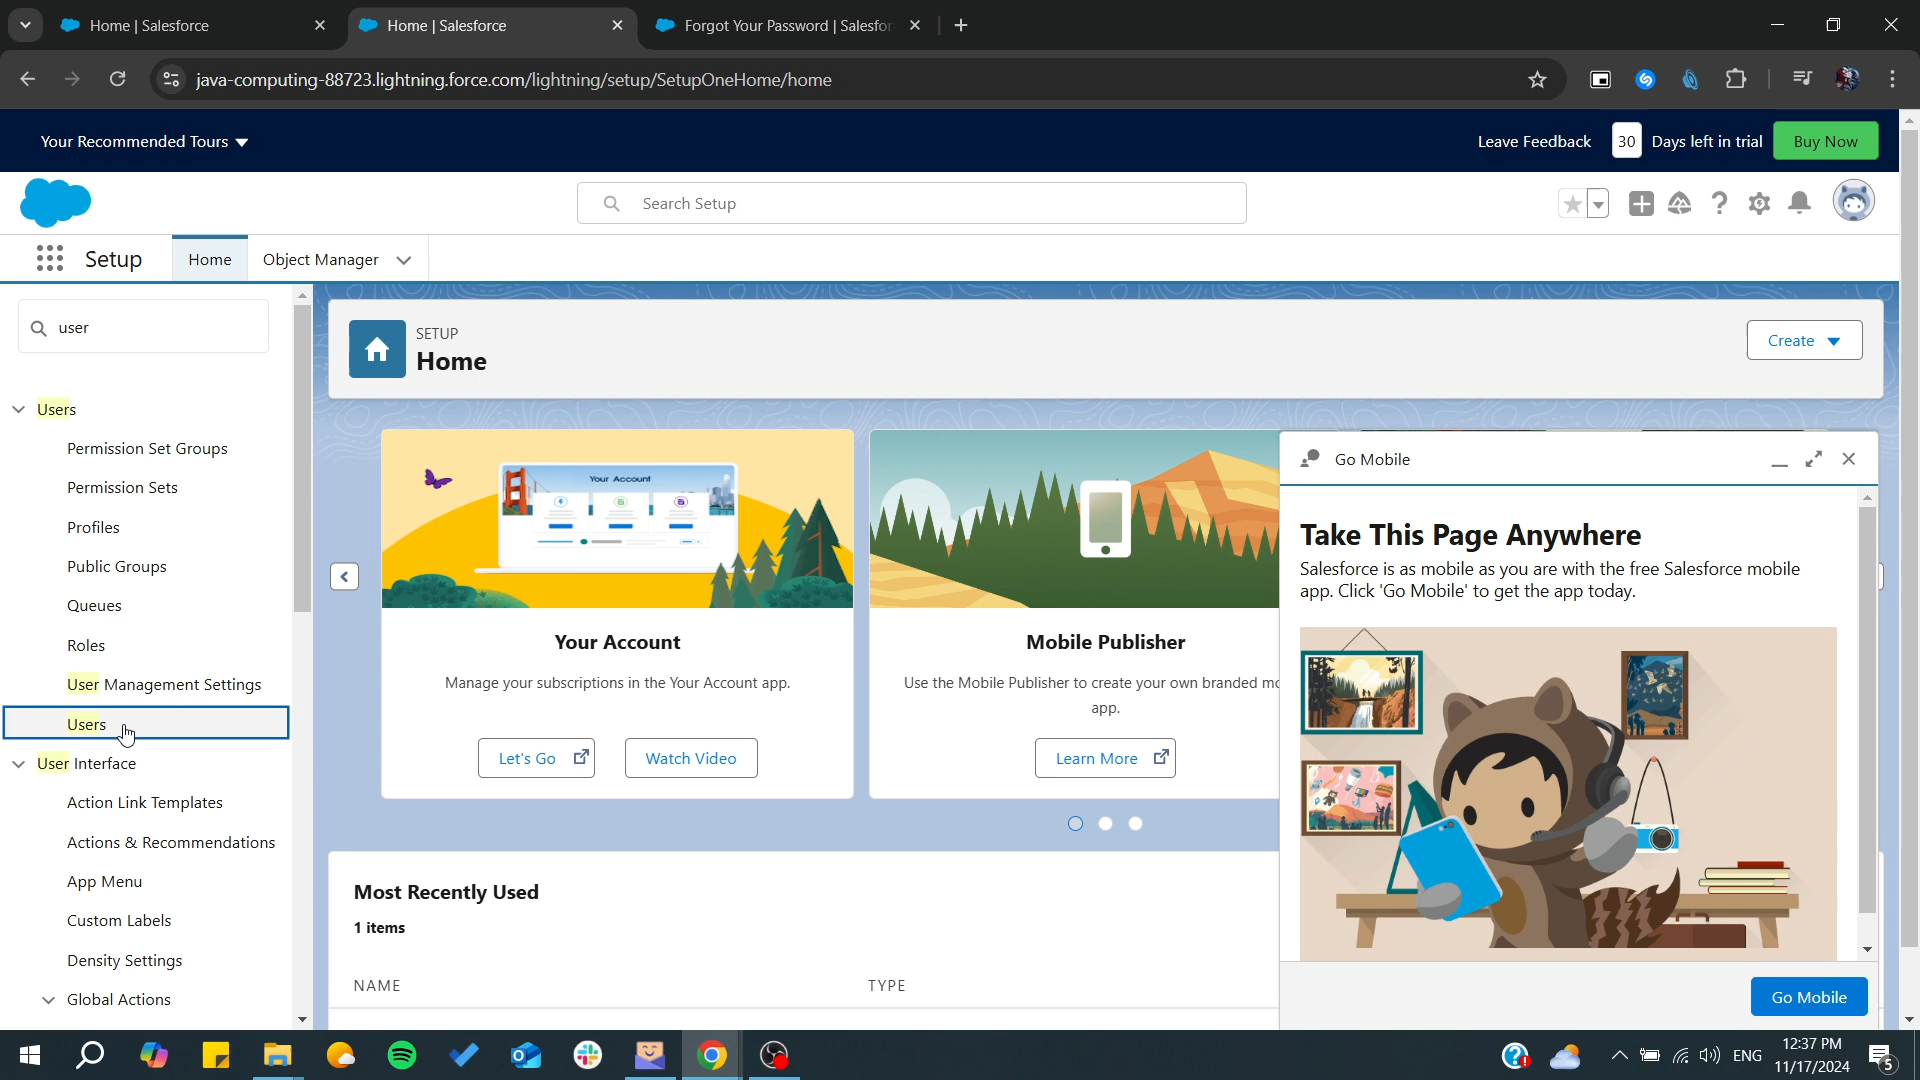 Home | Salesforce
Home | Salesforce
Forgot Your Password | Salesfor
java-computing-88723.lightning.force.com/lightning/setup/SetupOneHome/home
Your Recommended Tours
Leave Feedback
30
Days left in trial
Buy Now
Search Setup
Setup
Home
Object Manager
user
SETUP
Home
Create
Users
Permission Set Groups
Permission Sets
Profiles
Public Groups
Queues
Roles
User Management Settings
Users
User Interface
Action Link Templates
Actions & Recommendations
App Menu
Custom Labels
Density Settings
Global Actions
Your Account
Your Account
Manage your subscriptions in the Your Account app.
Let's Go
Watch Video
Mobile Publisher
Use the Mobile Publisher to create your own branded mo
app.
Learn More
Most Recently Used
1 items
NAME
TYPE
Go Mobile
Take This Page Anywhere
Salesforce is as mobile as you are with the free Salesforce mobile
app. Click 'Go Mobile' to get the app today.
Go Mobile
ENG
12:37 PM
11/17/2024
5